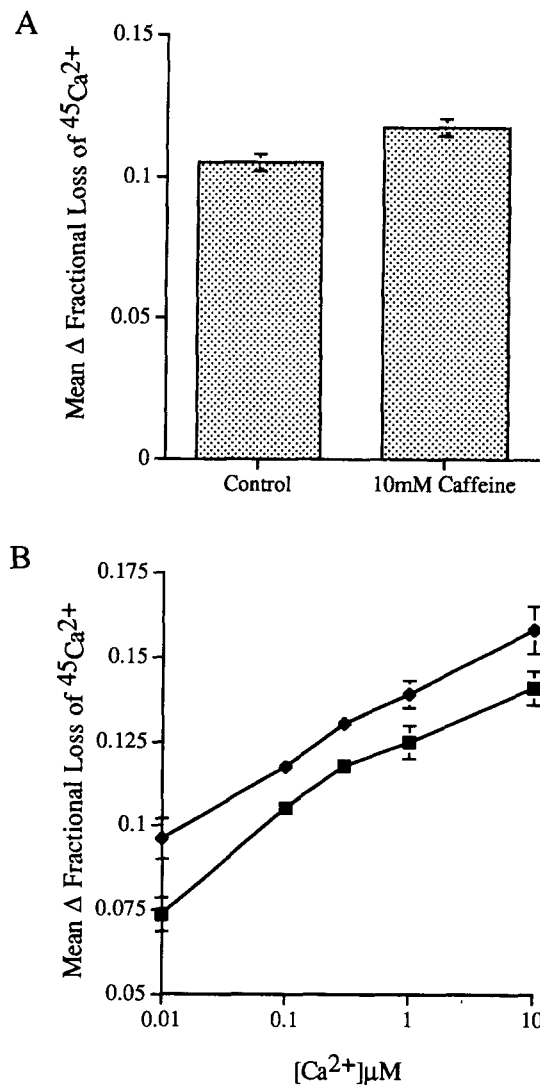 A
Mean Δ Fractional Loss of ⁴⁵Ca²⁺
0.15
0.1
0.05
0
Control
10mM Caffeine
B
Mean Δ Fractional Loss of ⁴⁵Ca²⁺
0.175
0.15
0.125
0.1
0.075
0.05
0.01
0.1
1
10
[Ca²⁺]μM